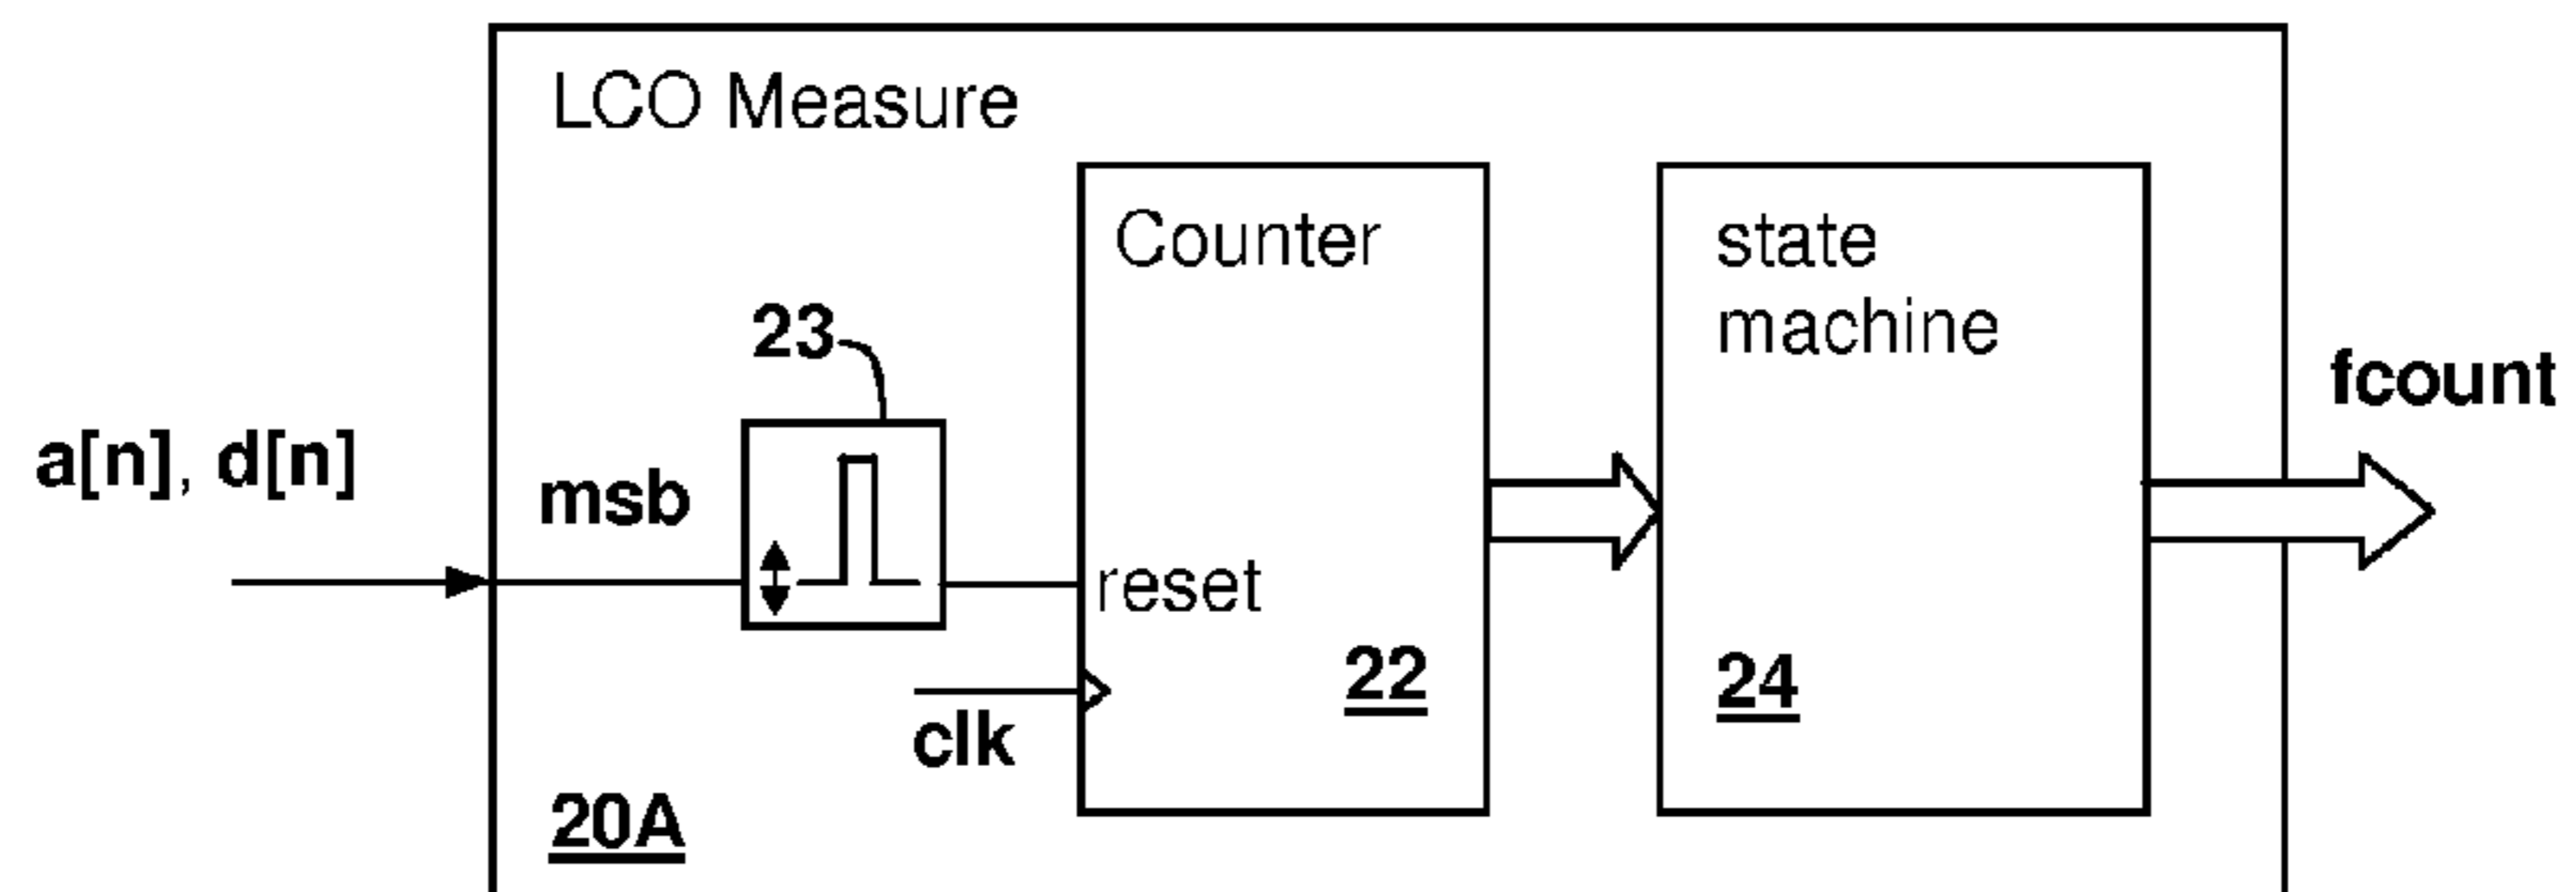 LCO Measure
Counter
state
machine
23
fcount
a[n], d[n]
msb
reset
22
24
clk
20A